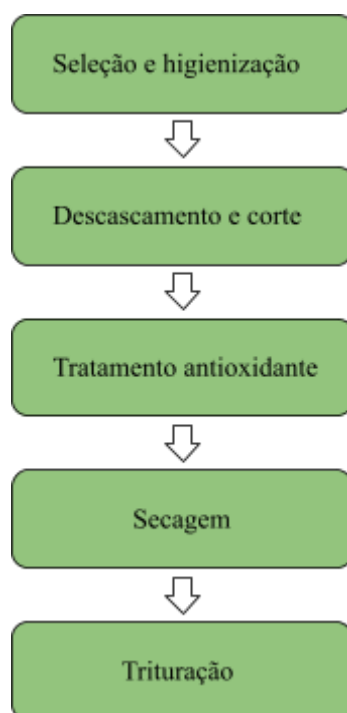 Seleção e higienização
Descascamento e corte
Tratamento antioxidante
Secagem
Trituração